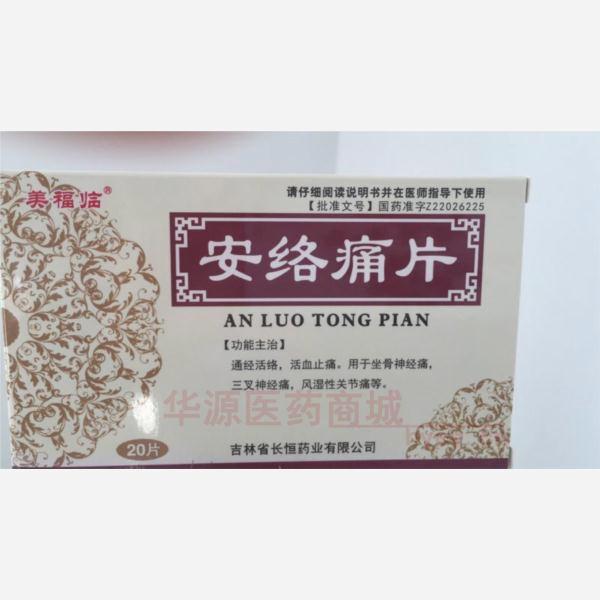 美福临®
请仔细阅读说明书并在医师指导下使用
【批准文号】国药准字Z22026225
安络痛片
AN LUO TONG PIAN
【功能主治】
通经活络，活血止痛。用于坐骨神经痛，
三叉神经痛，风湿性关节痛等。
华源医药商城
20片
吉林省长恒药业有限公司